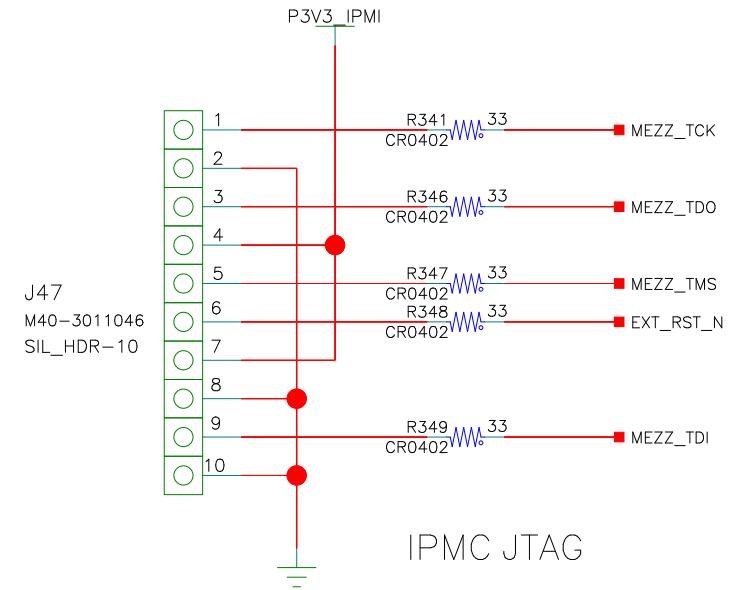 P3V3_IPMI
1
R341
33
CR0402
MEZZ_TCK
2
3
R346
33
CR0402
MEZZ_TDO
4
5
R347
33
CR0402
MEZZ_TMS
J47
M40-3011046
SIL_HDR-10
6
R348
33
CR0402
EXT_RST_N
7
8
9
R349
33
CR0402
MEZZ_TDI
10
IPMC JTAG